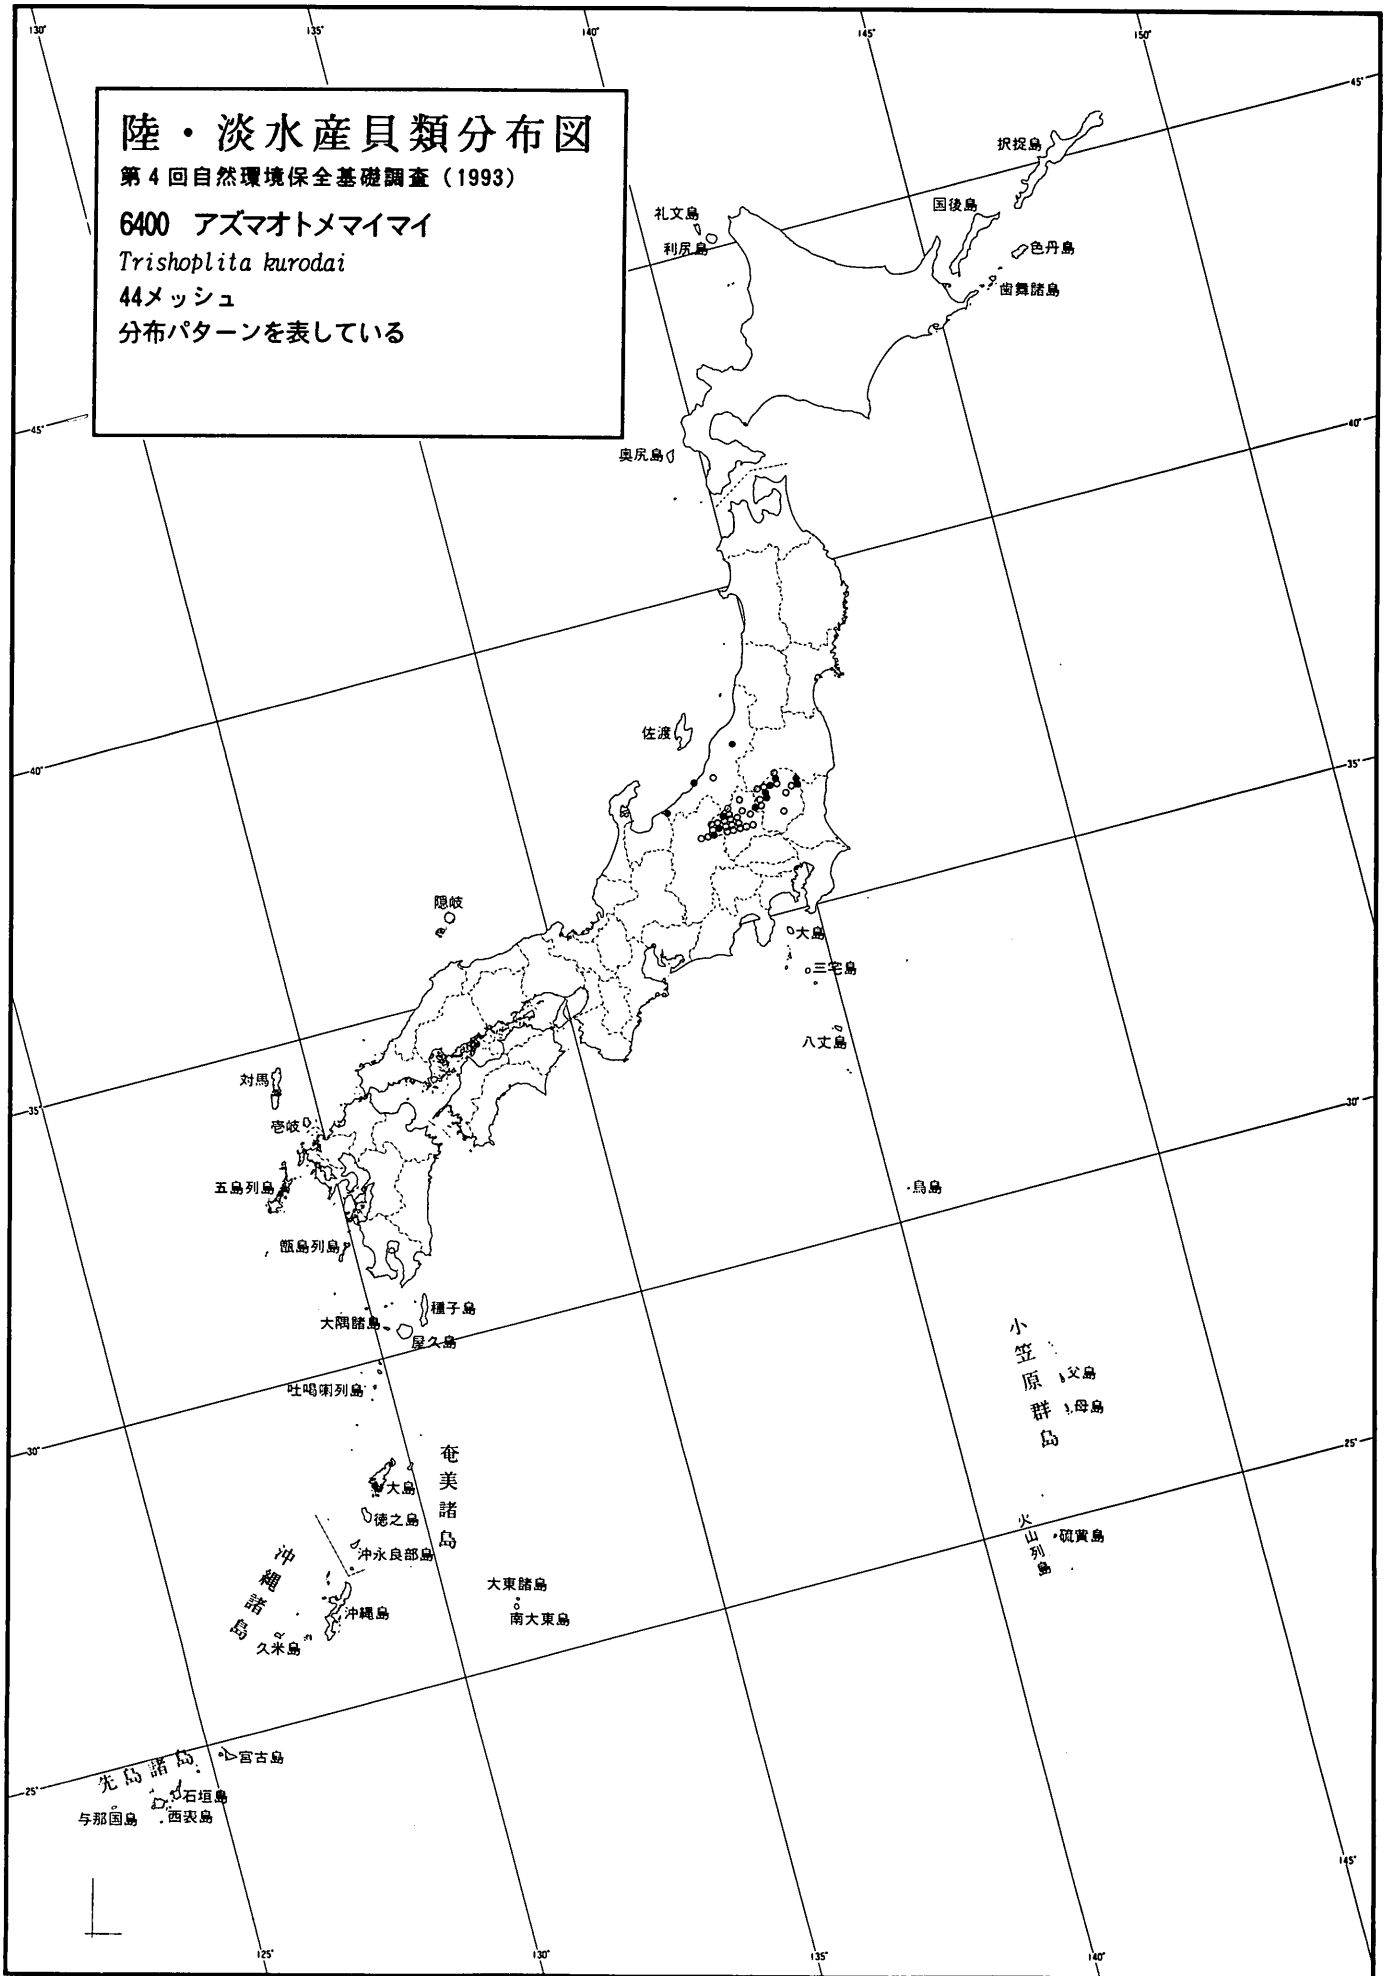 130°
135°
140°
145°
150°
陸・淡水産貝類分布図
第4回自然環境保全基礎調査（1993）
6400 アズマオトメマイマイ
Trishoplita kurodai
44メッシュ
分布パターンを表している
45°
択捉島
国後島
色丹島
歯舞諸島
礼文島
利尻島
45°
40°
奥尻島
佐渡
40°
35°
隠岐
大島
三宅島
八丈島
対馬
壱岐
35°
30°
五島列島
鳥島
甑島列島
種子島
大隅諸島
屋久島
吐噶喇列島
小笠原群島
父島
母島
30°
25°
奄美諸島
大島
徳之島
沖永良部島
火山列島
硫黄島
沖縄諸島
沖縄島
久米島
大東諸島
南大東島
先島諸島
宮古島
石垣島
西表島
与那国島
25°
145°
125°
130°
135°
140°